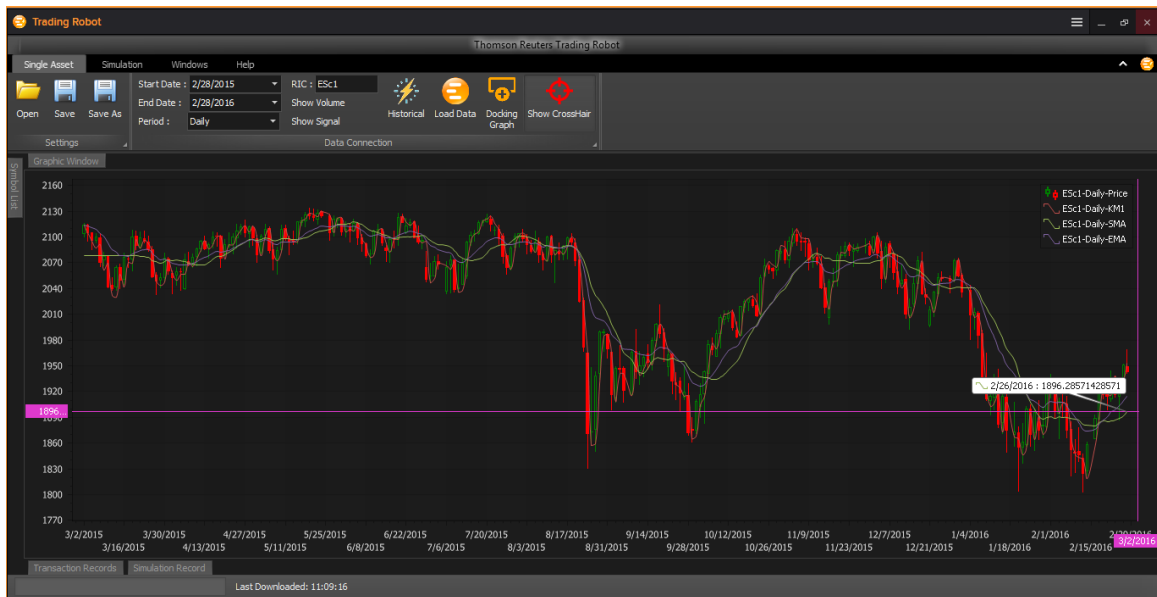 Trading Robot
Thomson Reuters Trading Robot
Single Asset Simulation Windows Help
Start Date : 2/28/2015 RIC : ESc1
End Date : 2/28/2016 Show Volume
Period : Daily Show Signal
Open Save Save As Historical Load Data Docking Graph Show CrossHair
Settings Data Connection
Symbol List
Graphic Window
2160
2130
2100
2070
2040
2010
1980
1950
1920
1896...
1890
1860
1830
1800
1770
ESc1-Daily-Price
ESc1-Daily-KM1
ESc1-Daily-SMA
ESc1-Daily-EMA
2/26/2016 : 1896.28571428571
3/2/2015 3/30/2015 4/27/2015 5/25/2015 6/22/2015 7/20/2015 8/17/2015 9/14/2015 10/12/2015 11/9/2015 12/7/2015 1/4/2016 2/1/2016
3/16/2015 4/13/2015 5/11/2015 6/8/2015 7/6/2015 8/3/2015 8/31/2015 9/28/2015 10/26/2015 11/23/2015 12/21/2015 1/18/2016 2/15/2016 3/2/2016
Transaction Records Simulation Record
Last Downloaded: 11:09:16